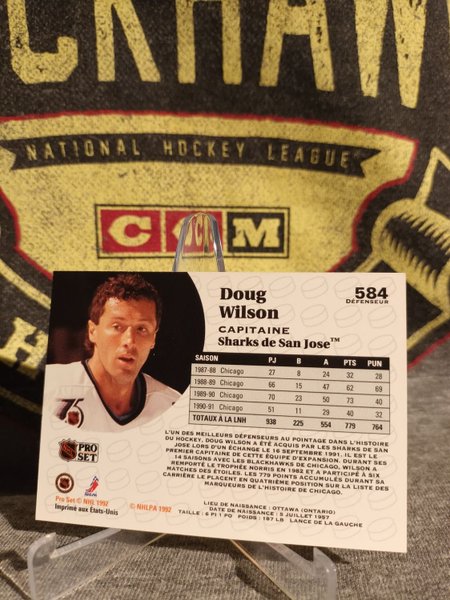 CKHAW
NATIONAL HOCKEY LEAGUE
CCM
Doug
Wilson
584
DÉFENSEUR
CAPITAINE
Sharks de San Jose™
SAISON PJ B A PTS PUN
1987-88 Chicago 27 8 24 32 28
1988-89 Chicago 66 15 47 62 69
1989-90 Chicago 70 23 50 73 40
1990-91 Chicago 51 11 29 40 32
TOTAUX À LA LNH 938 225 554 779 764
L'UN DES MEILLEURS DÉFENSEURS AU POINTAGE DANS L'HISTOIRE
DU HOCKEY, DOUG WILSON A ÉTÉ ACQUIS PAR LES SHARKS DE SAN
JOSE LORS D'UN ÉCHANGE LE 16 SEPTEMBRE 1991. IL EST LE
PREMIER CAPITAINE DE CETTE ÉQUIPE D'EXPANSION. DURANT SES
14 SAISONS AVEC LES BLACKHAWKS DE CHICAGO, WILSON A
REMPORTÉ LE TROPHÉE NORRIS EN 1982 ET A PARTICIPÉ À SIX
MATCHES DES ÉTOILES. LES 779 POINTS ACCUMULÉS DURANT SA
CARRIÈRE LE PLACENT EN QUATRIÈME POSITION SUR LA LISTE DES
MARQUEURS DE L'HISTOIRE DE CHICAGO.
75
PRO
SET
NHL
NHLPA
Pro Set © NHL 1992
© NHLPA 1992
Imprimé aux États-Unis
LIEU DE NAISSANCE : OTTAWA (ONTARIO)
DATE DE NAISSANCE : 5 JUILLET 1957
TAILLE : 6 PI 1 PO POIDS : 187 LB LANCE DE LA GAUCHE